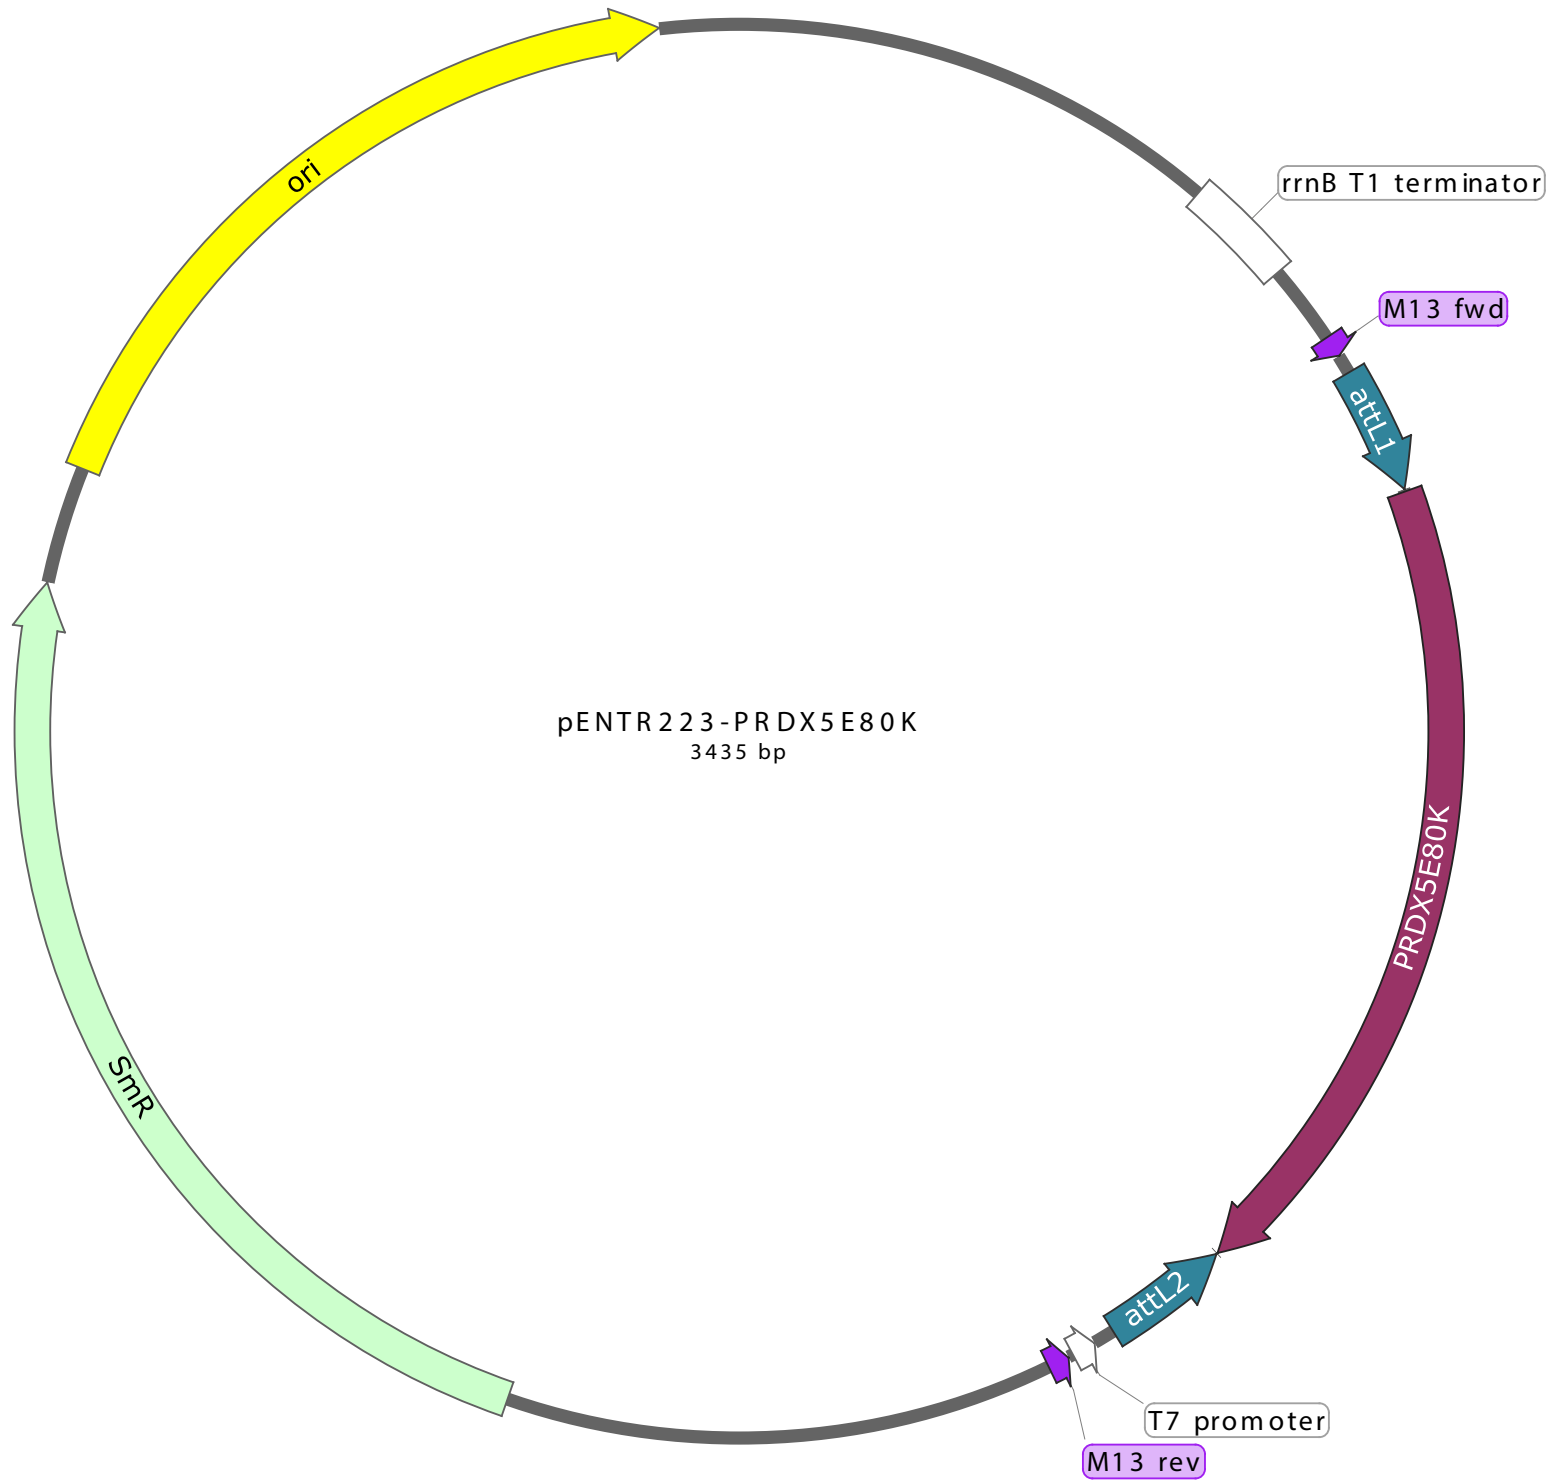 ori
rrnB T1 terminator
M13 fwd
attL1
pENTR223-PRDX5E80K
3435 bp
PRDX5E80K
SmR
attL2
T7 promoter
M13 rev